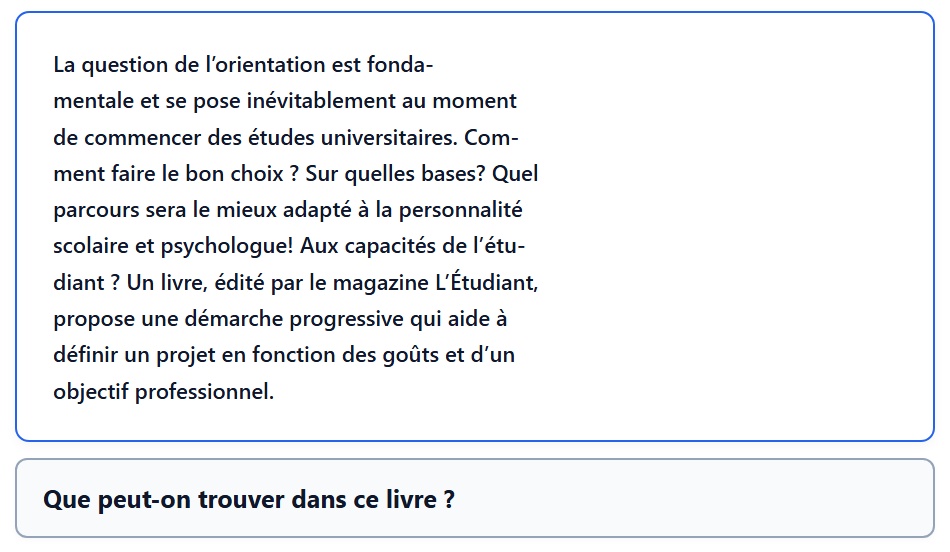 La question de l’orientation est fonda-
mentale et se pose inévitablement au moment
de commencer des études universitaires. Com-
ment faire le bon choix ? Sur quelles bases? Quel
parcours sera le mieux adapté à la personnalité
scolaire et psychologue! Aux capacités de l’étu-
diant ? Un livre, édité par le magazine L’Étudiant,
propose une démarche progressive qui aide à
définir un projet en fonction des goûts et d’un
objectif professionnel.
Que peut-on trouver dans ce livre ?